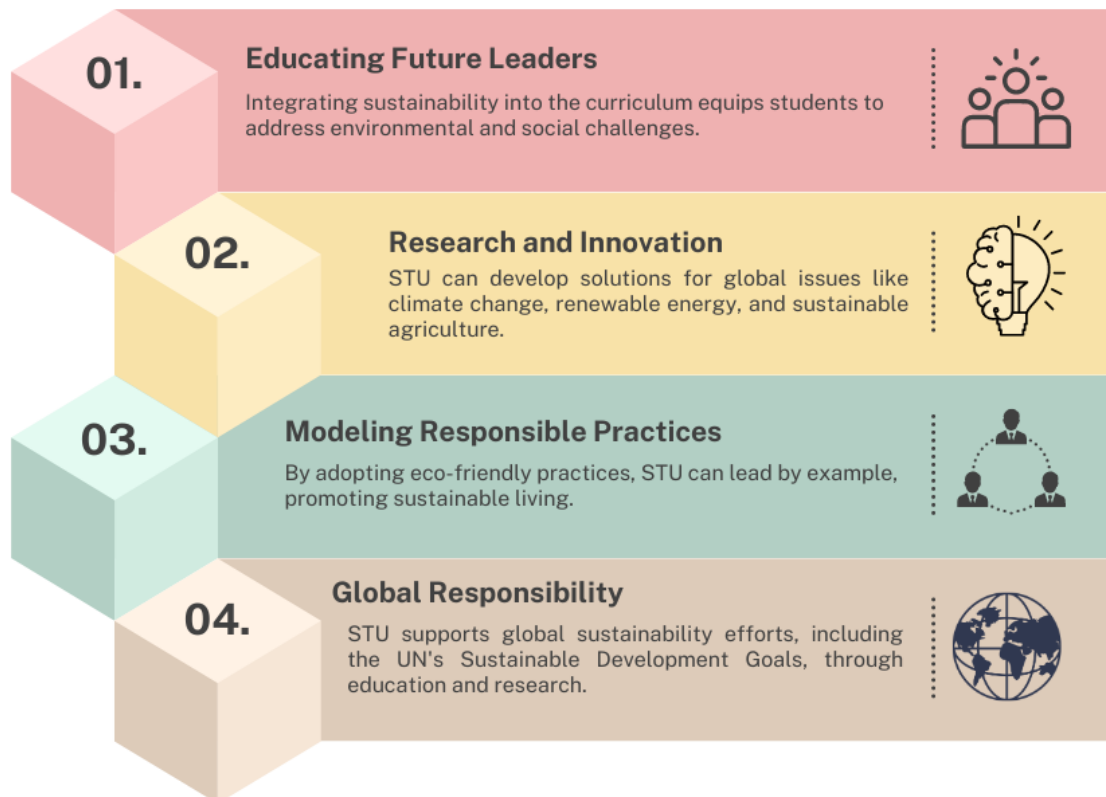 01.
Educating Future Leaders
Integrating sustainability into the curriculum equips students to
address environmental and social challenges.
02.
Research and Innovation
STU can develop solutions for global issues like
climate change, renewable energy, and sustainable
agriculture.
03.
Modeling Responsible Practices
By adopting eco-friendly practices, STU can lead by example,
promoting sustainable living.
04.
Global Responsibility
STU supports global sustainability efforts, including
the UN's Sustainable Development Goals, through
education and research.